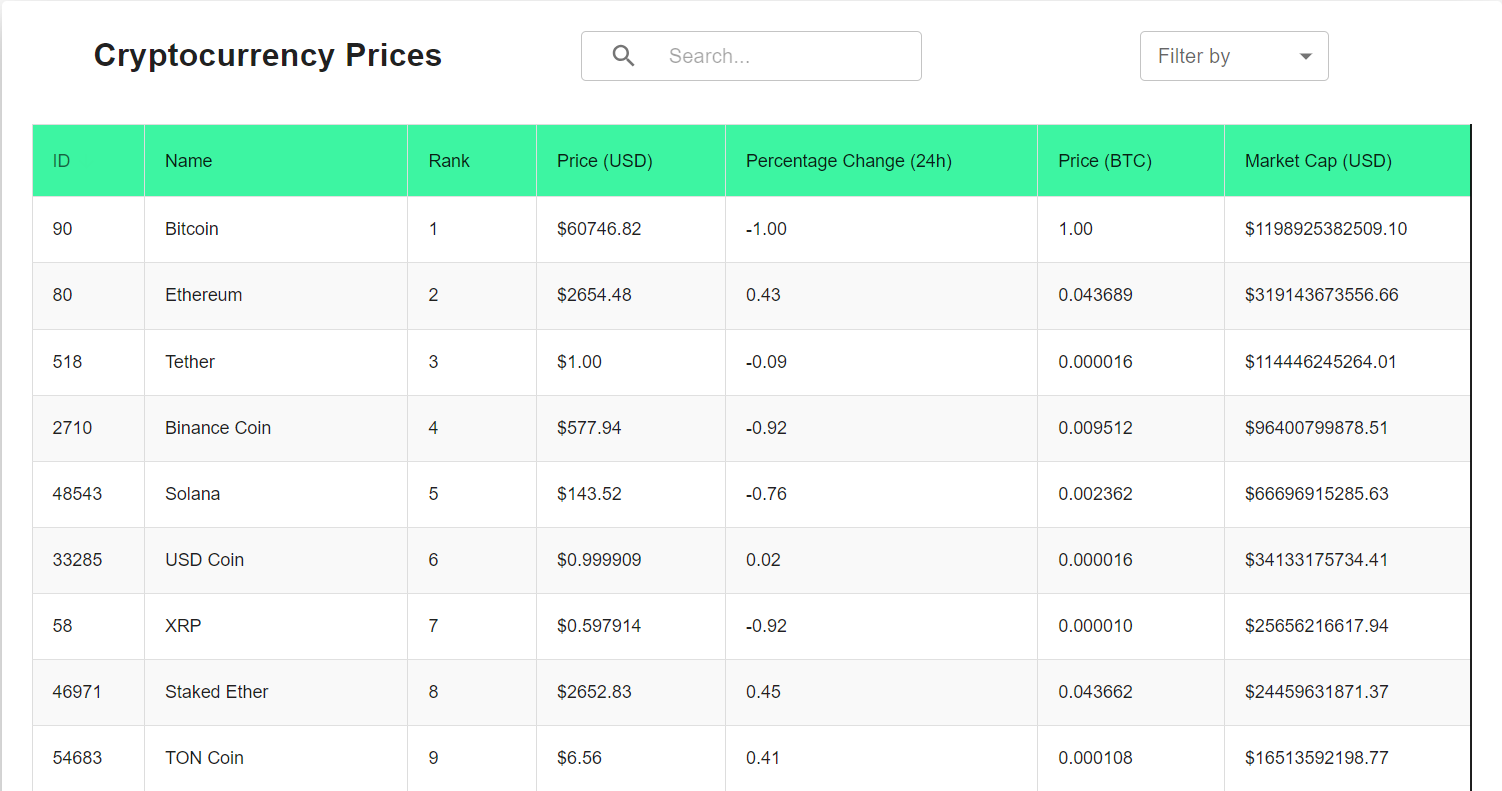 Cryptocurrency Prices Search... Filter by
ID Name Rank Price (USD) Percentage Change (24h) Price (BTC) Market Cap (USD)
90 Bitcoin 1 $60746.82 -1.00 1.00 $1198925382509.10
80 Ethereum 2 $2654.48 0.43 0.043689 $319143673556.66
518 Tether 3 $1.00 -0.09 0.000016 $114446245264.01
2710 Binance Coin 4 $577.94 -0.92 0.009512 $96400799878.51
48543 Solana 5 $143.52 -0.76 0.002362 $66696915285.63
33285 USD Coin 6 $0.999909 0.02 0.000016 $34133175734.41
58 XRP 7 $0.597914 -0.92 0.000010 $25656216617.94
46971 Staked Ether 8 $2652.83 0.45 0.043662 $24459631871.37
54683 TON Coin 9 $6.56 0.41 0.000108 $16513592198.77